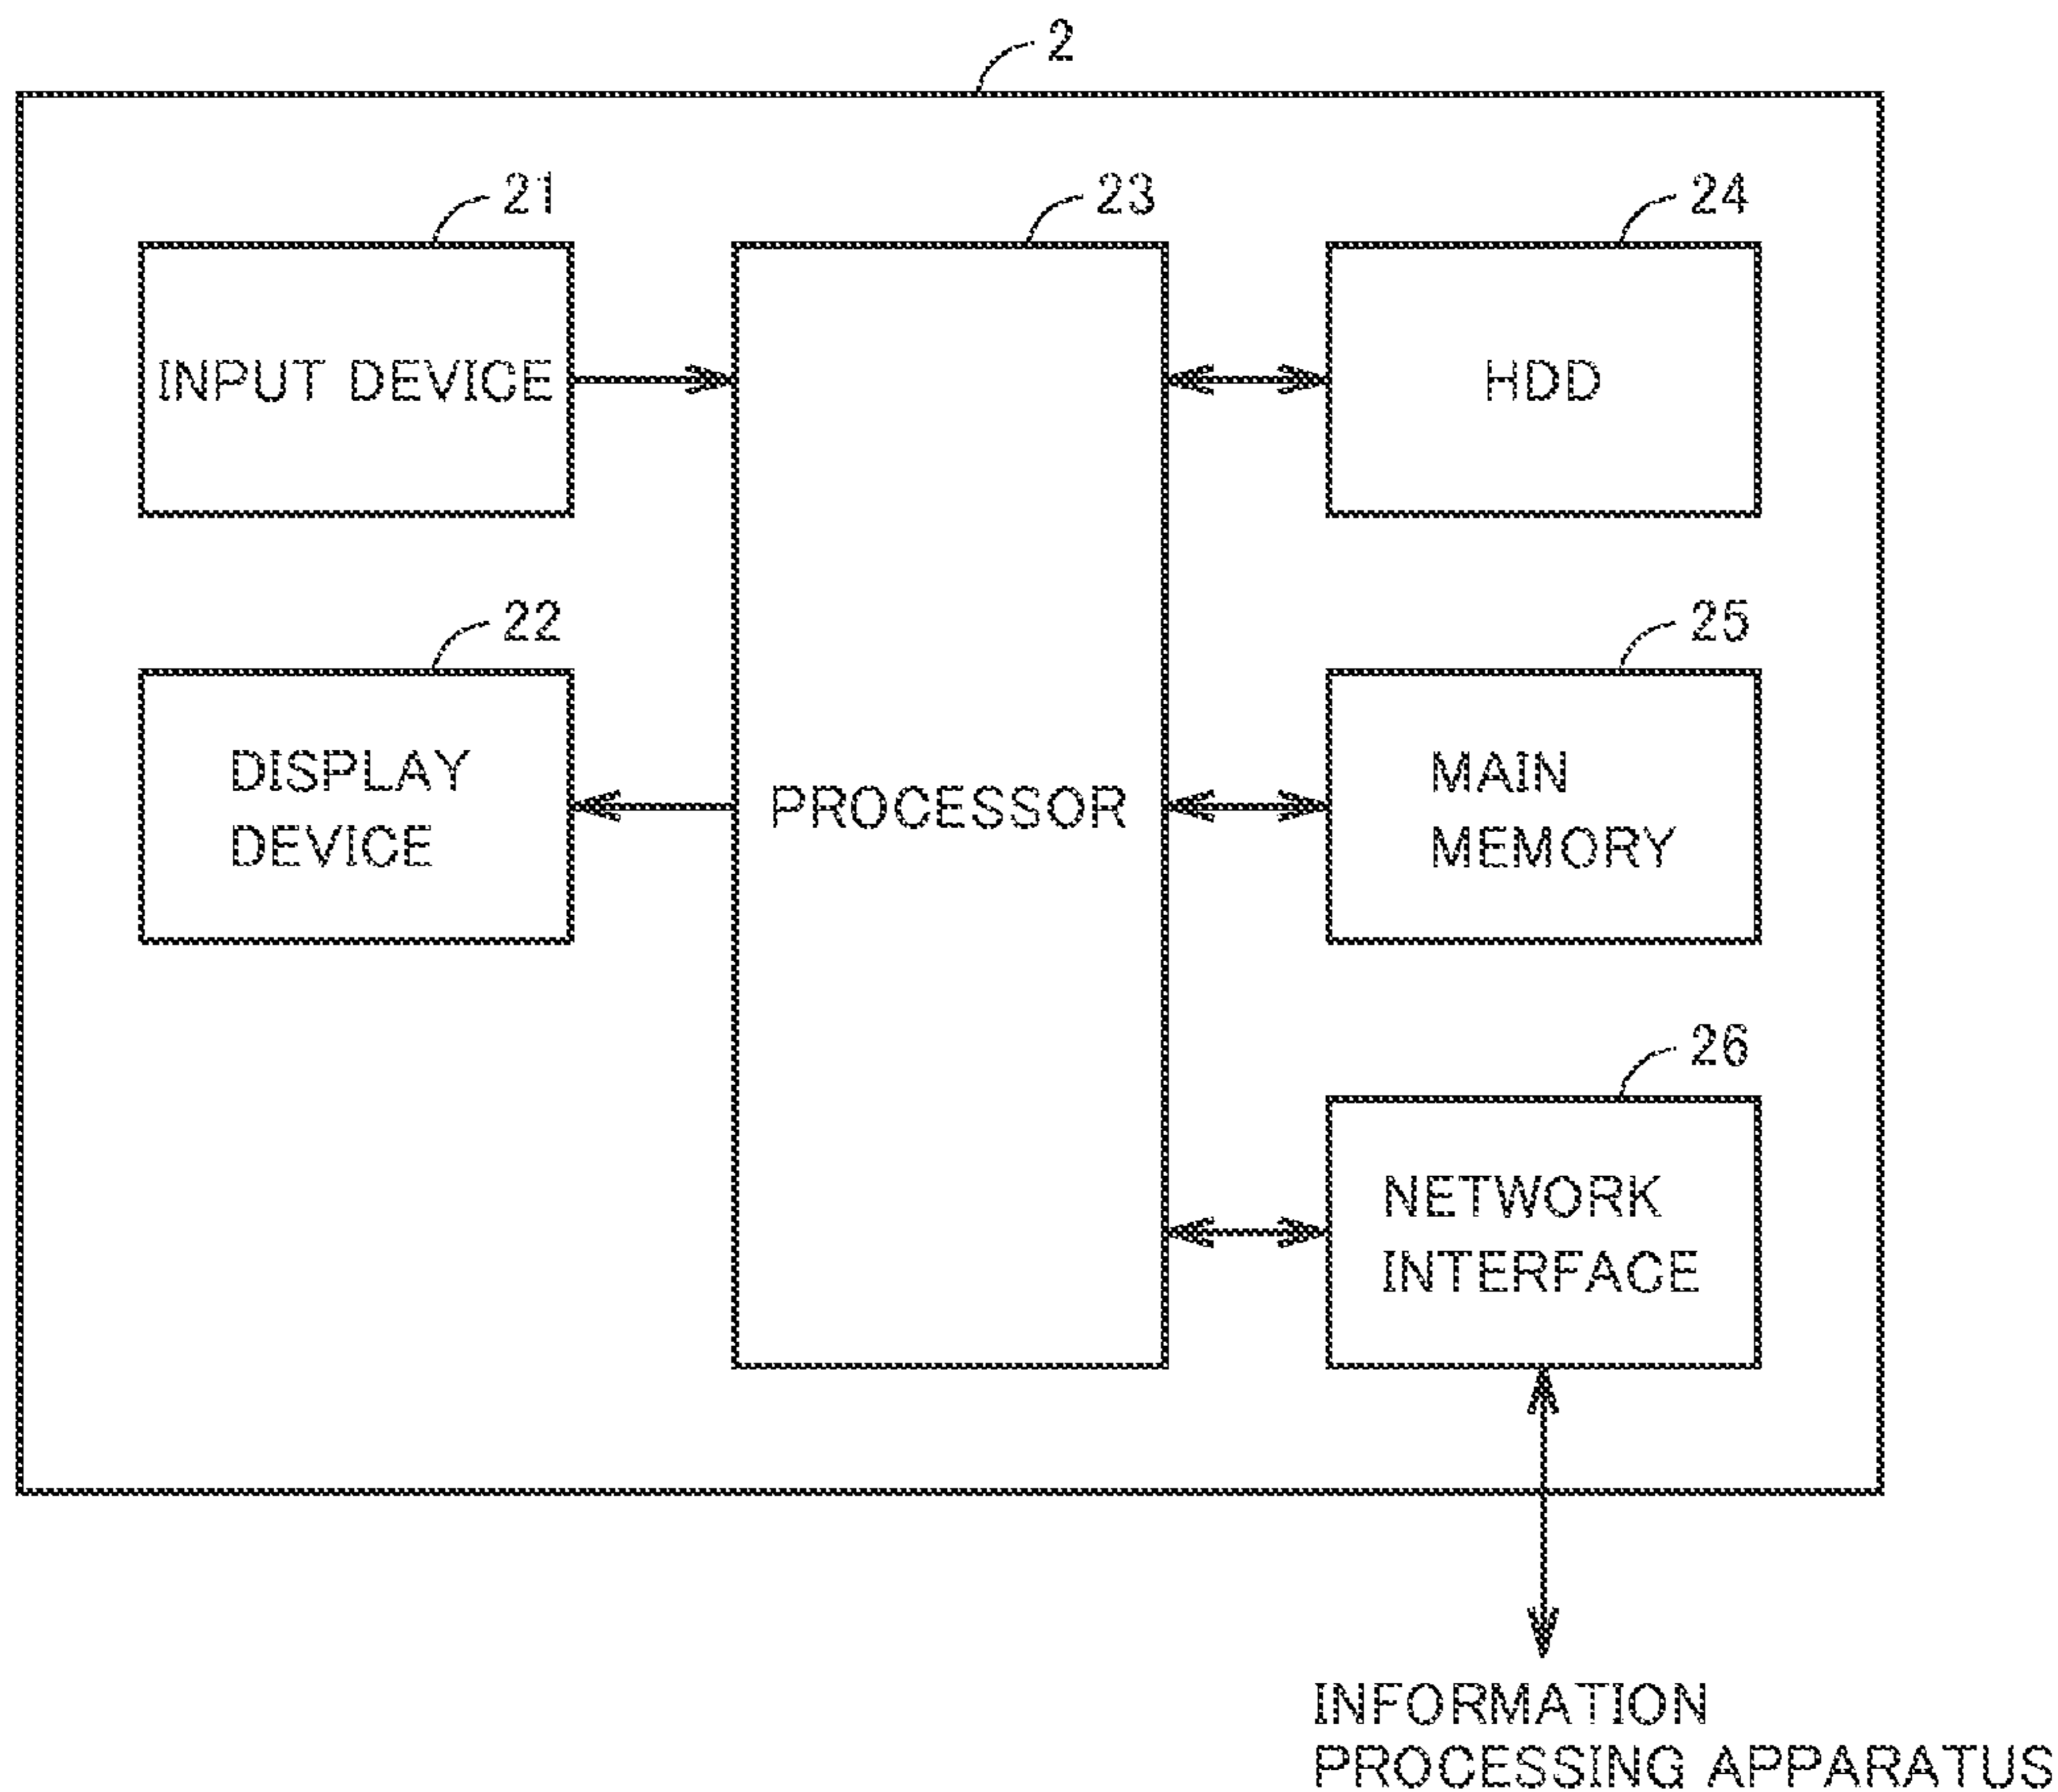 2
21
23
24
INPUT DEVICE
HDD
22
25
DISPLAY
DEVICE
PROCESSOR
MAIN
MEMORY
26
NETWORK
INTERFACE
INFORMATION
PROCESSING APPARATUS